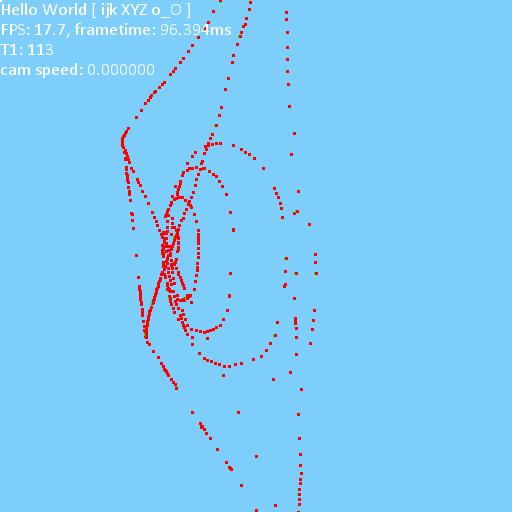 Hello World [ ijk XYZ o_O ]
FPS: 17.7, frametime: 96.394ms
T1: 113
cam speed: 0.000000